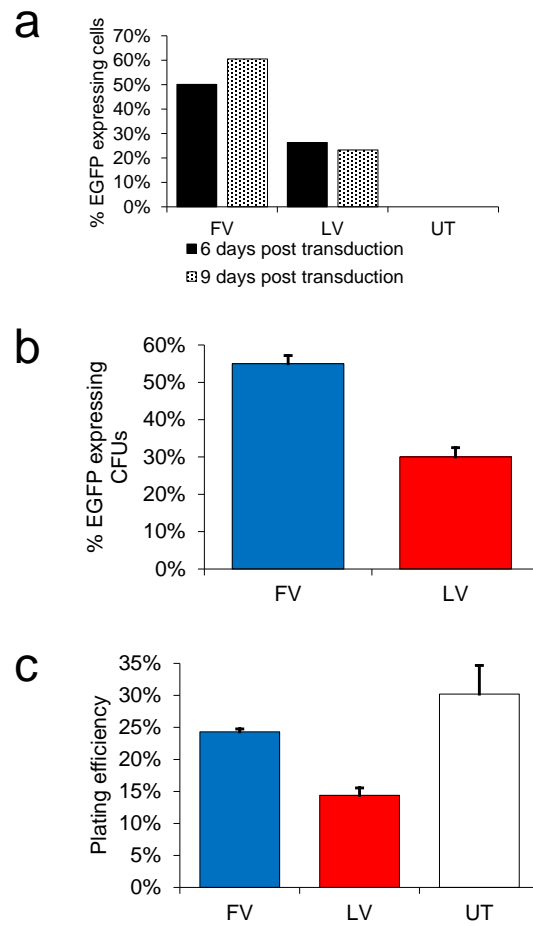 a
% EGFP expressing cells
70%
60%
50%
40%
30%
20%
10%
0%
FV LV UT
6 days post transduction
9 days post transduction
b
% EGFP expressing
CFUs
60%
50%
40%
30%
20%
10%
0%
FV LV
c
Plating efficiency
35%
30%
25%
20%
15%
10%
5%
0%
FV LV UT